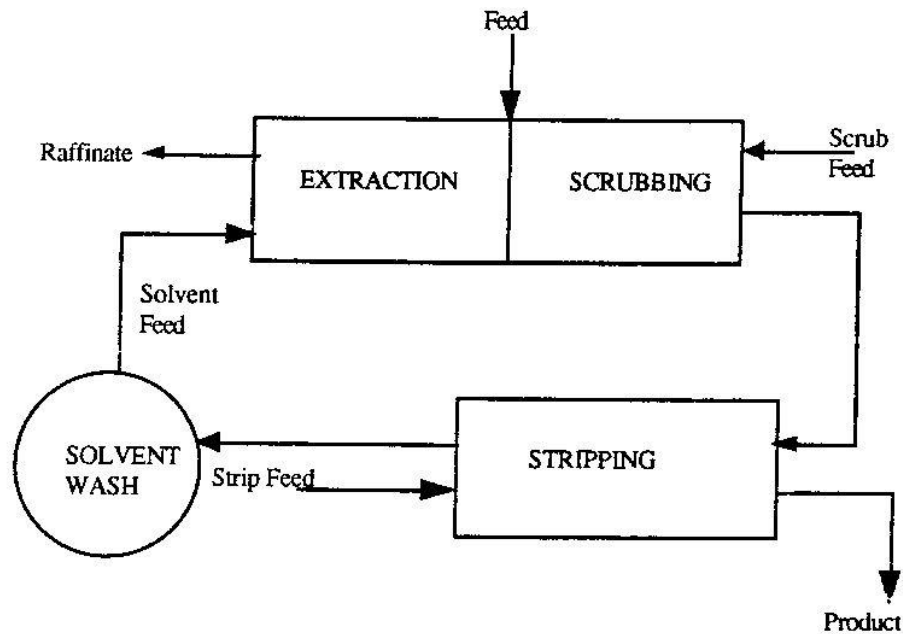 Feed
Raffinate
EXTRACTION
SCRUBBING
Scrub
Feed
Solvent
Feed
SOLVENT
WASH
Strip Feed
STRIPPING
Product